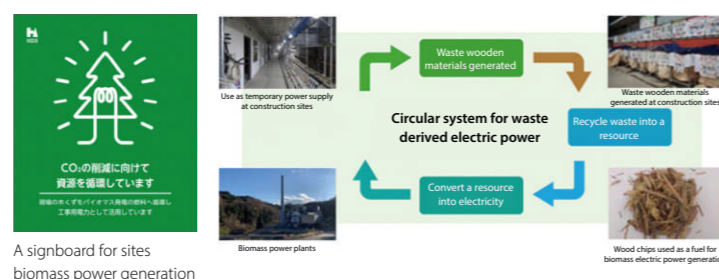 CO₂の削減に向けて
資源を循環しています
現場の木くずをバイオマス発電の燃料へ循環し
工事用電力として活用しています
A signboard for sites
biomass power generation
Use as temporary power supply
at construction sites
Waste wooden
materials generated
Waste wooden materials
generated at construction sites
Circular system for waste
derived electric power
Recycle waste into a
resource
Convert a resource
into electricity
Biomass power plants
Wood chips used as a fuel for
biomass electric power generation